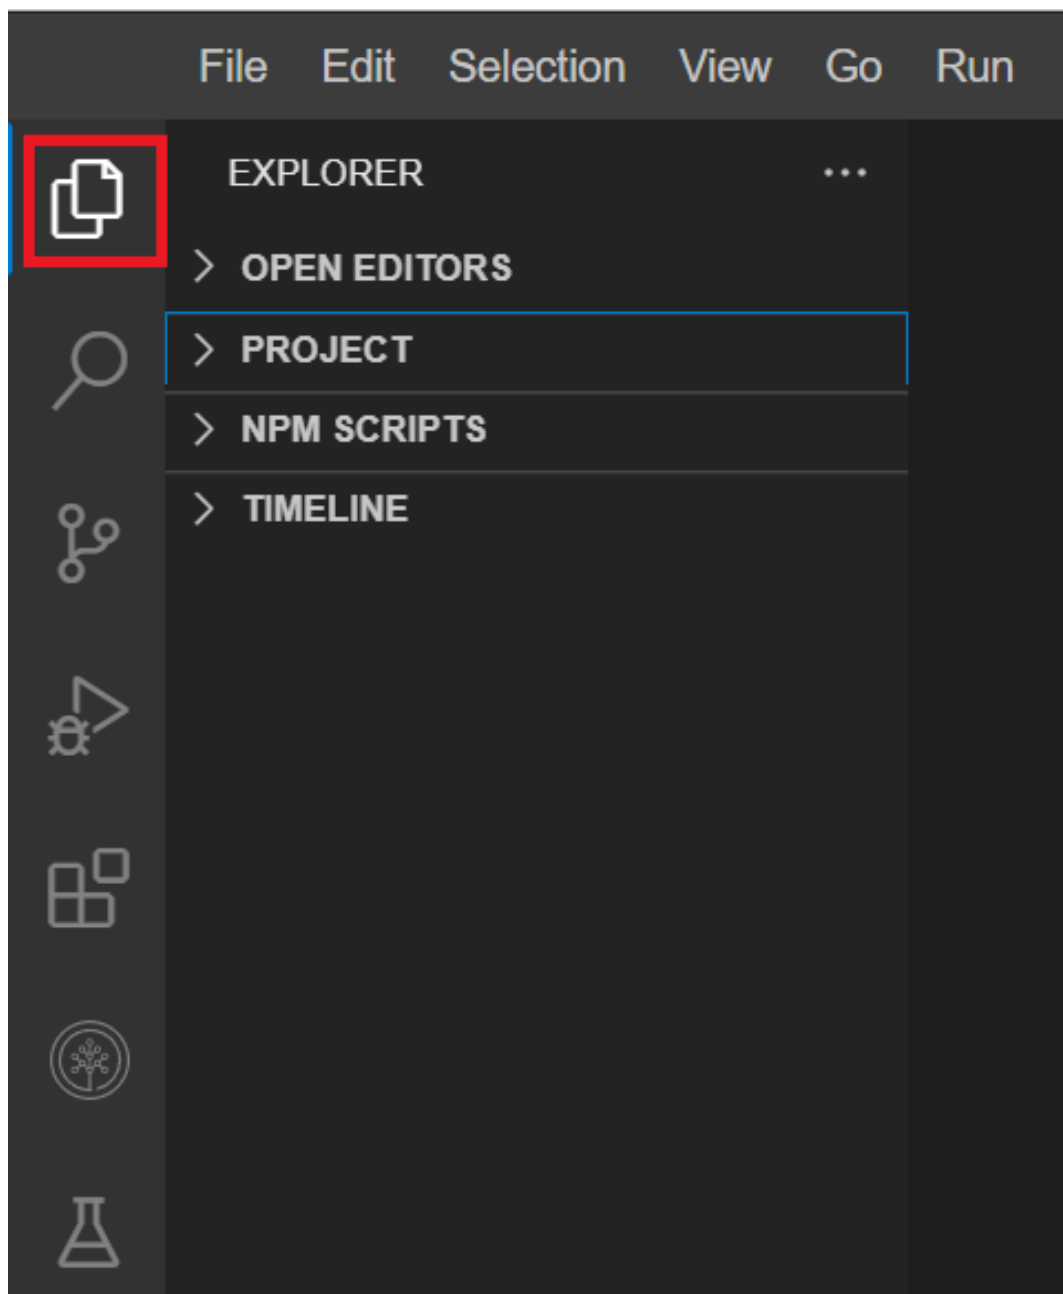 File Edit Selection View Go Run
EXPLORER ...
OPEN EDITORS
PROJECT
NPM SCRIPTS
TIMELINE